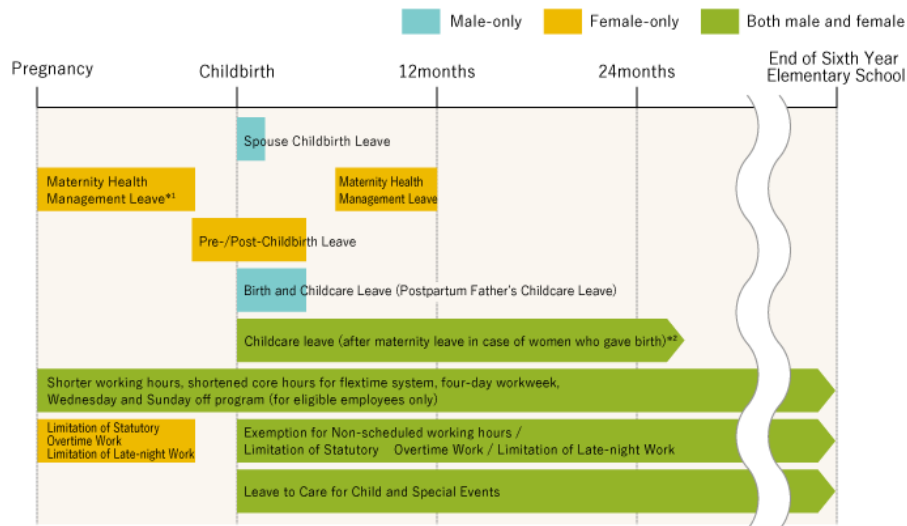 Male-only
Female-only
Both male and female
Pregnancy
Childbirth
12months
24months
End of Sixth Year
Elementary School
Spouse Childbirth Leave
Maternity Health
Management Leave*1
Maternity Health
Management Leave
Pre-/Post-Childbirth Leave
Birth and Childcare Leave (Postpartum Father's Childcare Leave)
Childcare leave (after maternity leave in case of women who gave birth)*2
Shorter working hours, shortened core hours for flextime system, four-day workweek,
Wednesday and Sunday off program (for eligible employees only)
Limitation of Statutory
Overtime Work
Limitation of Late-night Work
Exemption for Non-scheduled working hours /
Limitation of Statutory Overtime Work / Limitation of Late-night Work
Leave to Care for Child and Special Events